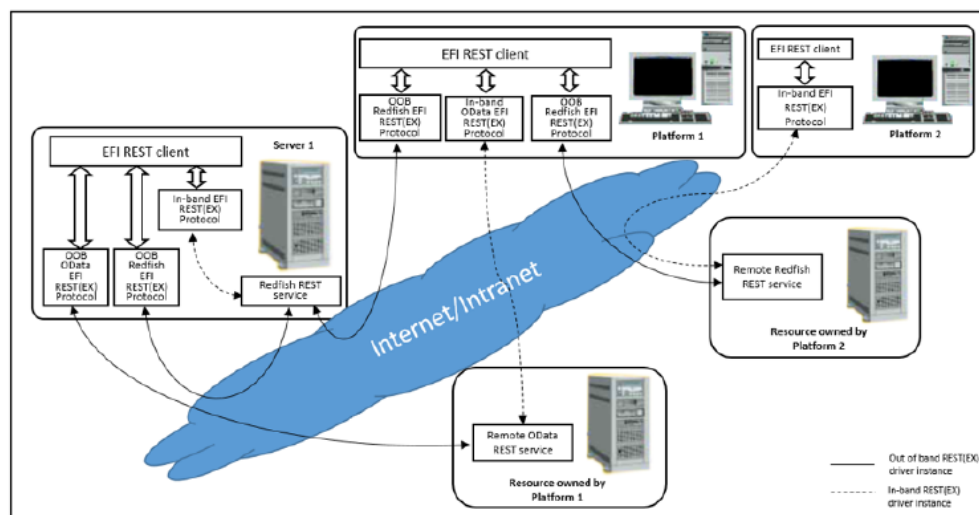 EFI REST client
OOB
Redfish EFI
REST(EX)
Protocol
In-band
OData EFI
REST(EX)
Protocol
OOB
Redfish EFI
REST(EX)
Protocol
Platform 1
EFI REST client
In-band EFI
REST(EX)
Protocol
Platform 2
Server 1
EFI REST client
In-band EFI
REST(EX)
Protocol
OOB
OData
EFI
REST(EX)
Protocol
OOB
Redfish
EFI
REST(EX)
Protocol
Redfish REST
service
Internet/Intranet
Remote Redfish
REST service
Resource owned by
Platform 2
Remote OData
REST service
Resource owned by
Platform 1
Out of band REST(EX)
driver instance
In-band REST(EX)
driver instance